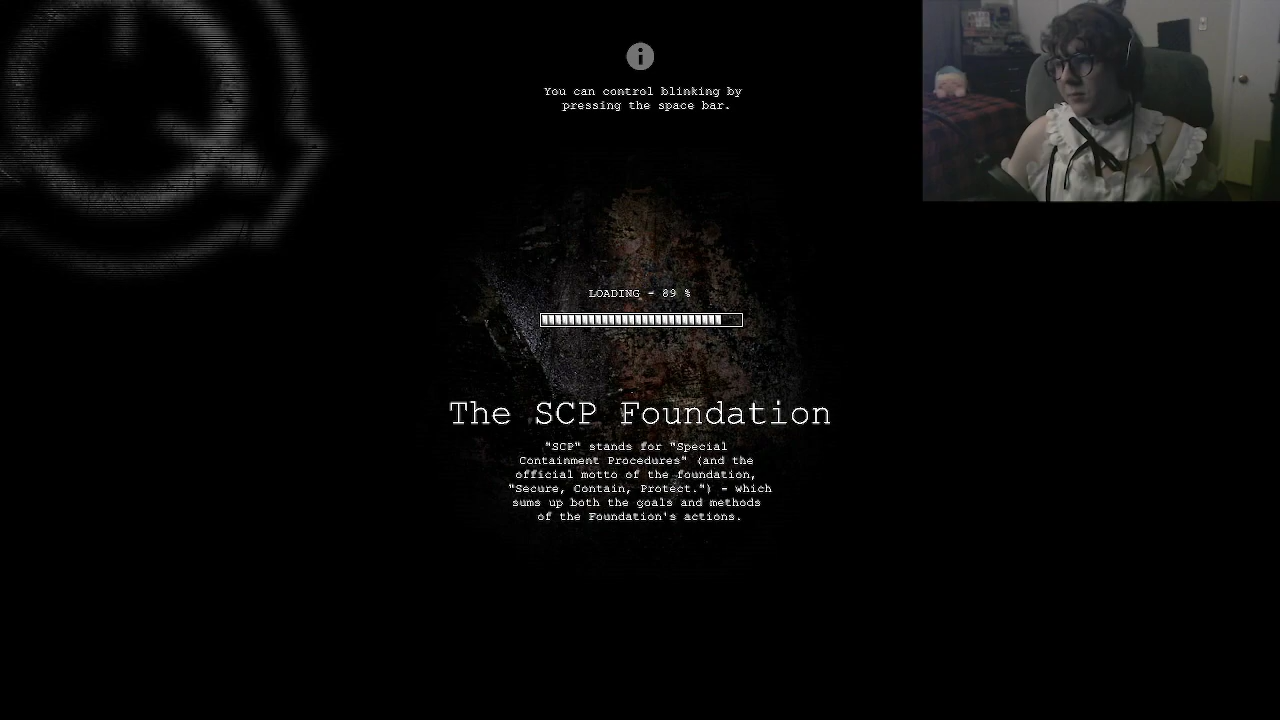 You can control blinking by
pressing the space bar.
LOADING - 89 %
The SCP Foundation
"SCP" stands for "Special
Containment Procedures" (and the
official motto of the foundation,
"Secure, Contain, Protect.") - which
sums up both the goals and methods
of the Foundation's actions.